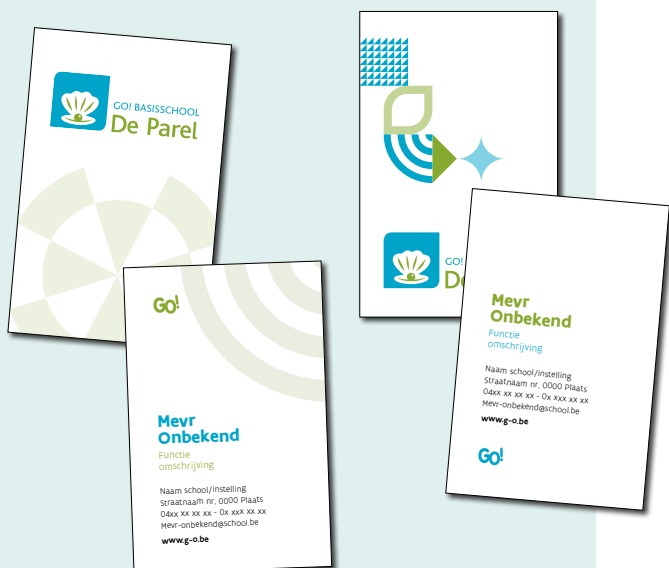 GO! BASISSCHOOL
De Parel
GO!
Mevr
Onbekend
Functie
omschrijving
Naam school/instelling
Straatnaam nr, 0000 Plaats
04xx xx xx xx - 0x xxx xx xx
Mevr-onbekend@school.be
www.g-o.be
GO!
Mevr
Onbekend
Functie
omschrijving
Naam school/instelling
Straatnaam nr, 0000 Plaats
04xx xx xx xx - 0x xxx xx xx
Mevr-onbekend@school.be
www.g-o.be
GO!